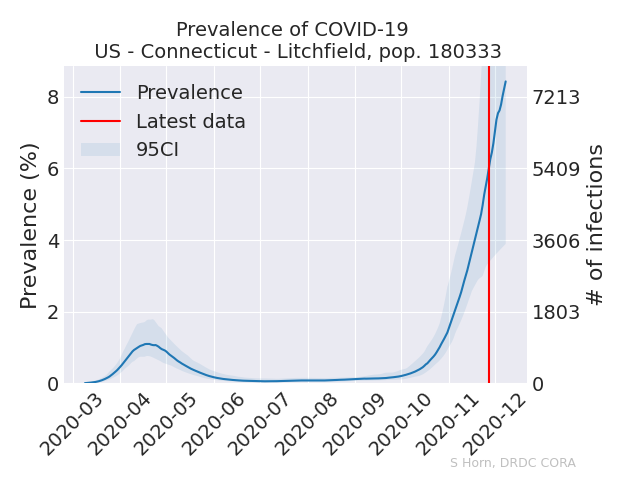 Prevalence of COVID-19
US - Connecticut - Litchfield, pop. 180333
Prevalence
Latest data
95CI
Prevalence (%)
8
6
4
2
0
7213
5409
3606
1803
0
# of infections
2020-03
2020-04
2020-05
2020-06
2020-07
2020-08
2020-09
2020-10
2020-11
2020-12
S Horn, DRDC CORA